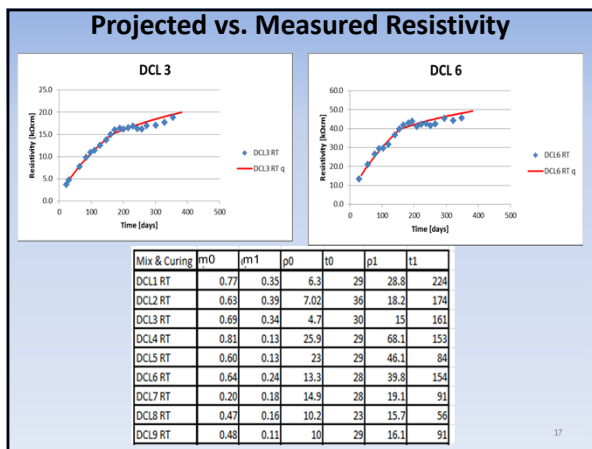 Projected vs. Measured Resistivity
DCL 3
Resistivity [kΩcm]
25.0
20.0
15.0
10.0
5.0
0.0
0 100 200 300 400 500
Time [days]
DCL3 RT
DCL3 RT q
DCL 6
Resistivity [kΩcm]
60.0
50.0
40.0
30.0
20.0
10.0
0.0
0 100 200 300 400 500
Time [days]
DCL6 RT
DCL6 RT q
Mix & Curing m0 m1 ρ0 t0 ρ1 t1
DCL1 RT 0.77 0.35 6.3 29 28.8 224
DCL2 RT 0.63 0.39 7.02 36 18.2 174
DCL3 RT 0.69 0.34 4.7 30 15 161
DCL4 RT 0.81 0.13 25.9 29 68.1 153
DCL5 RT 0.60 0.13 23 29 46.1 84
DCL6 RT 0.64 0.24 13.3 28 39.8 154
DCL7 RT 0.20 0.18 14.9 28 19.1 91
DCL8 RT 0.47 0.16 10.2 23 15.7 56
DCL9 RT 0.48 0.11 10 29 16.1 91
17